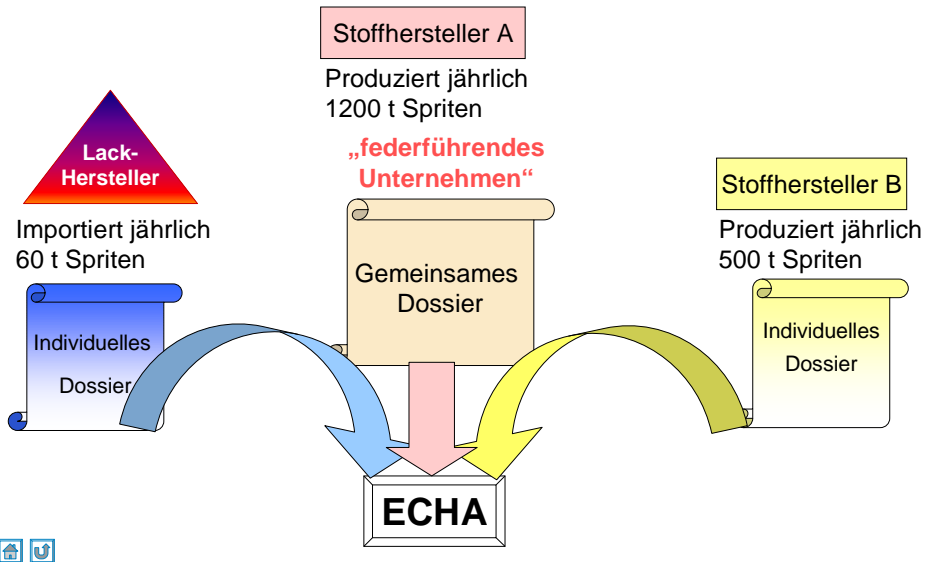 Stoffhersteller A
Produziert jährlich
1200 t Spriten
„federführendes
Unternehmen“
Gemeinsames
Dossier
Lack-
Hersteller
Importiert jährlich
60 t Spriten
Individuelles
Dossier
Stoffhersteller B
Produziert jährlich
500 t Spriten
Individuelles
Dossier
ECHA